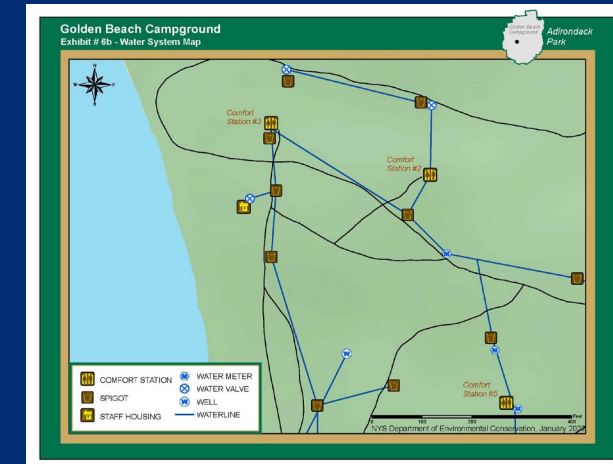 Golden Beach Campground
Exhibit # 6b - Water System Map
Golden Beach
Campground
Adirondack
Park
N
W
E
S
Comfort
Station #3
Comfort
Station #2
Comfort
Station #5
M
M
M
W
COMFORT STATION
SPIGOT
STAFF HOUSING
M WATER METER
WATER VALVE
W WELL
WATERLINE
0 100 200 400
Feet
NYS Department of Environmental Conservation, January